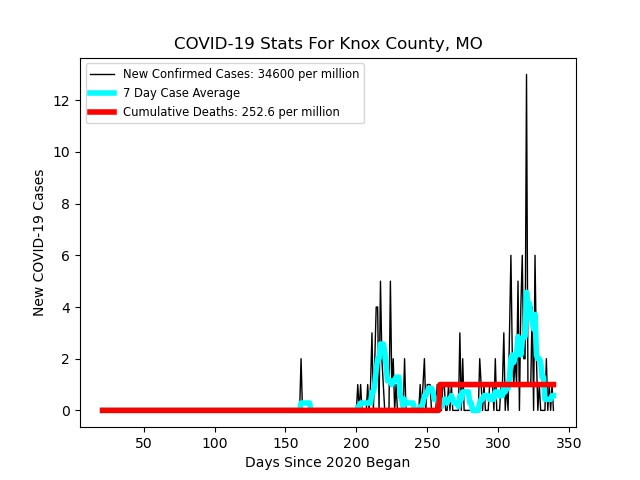 COVID-19 Stats For Knox County, MO
New Confirmed Cases: 34600 per million
7 Day Case Average
Cumulative Deaths: 252.6 per million
New COVID-19 Cases
12
10
8
6
4
2
0
50 100 150 200 250 300 350
Days Since 2020 Began